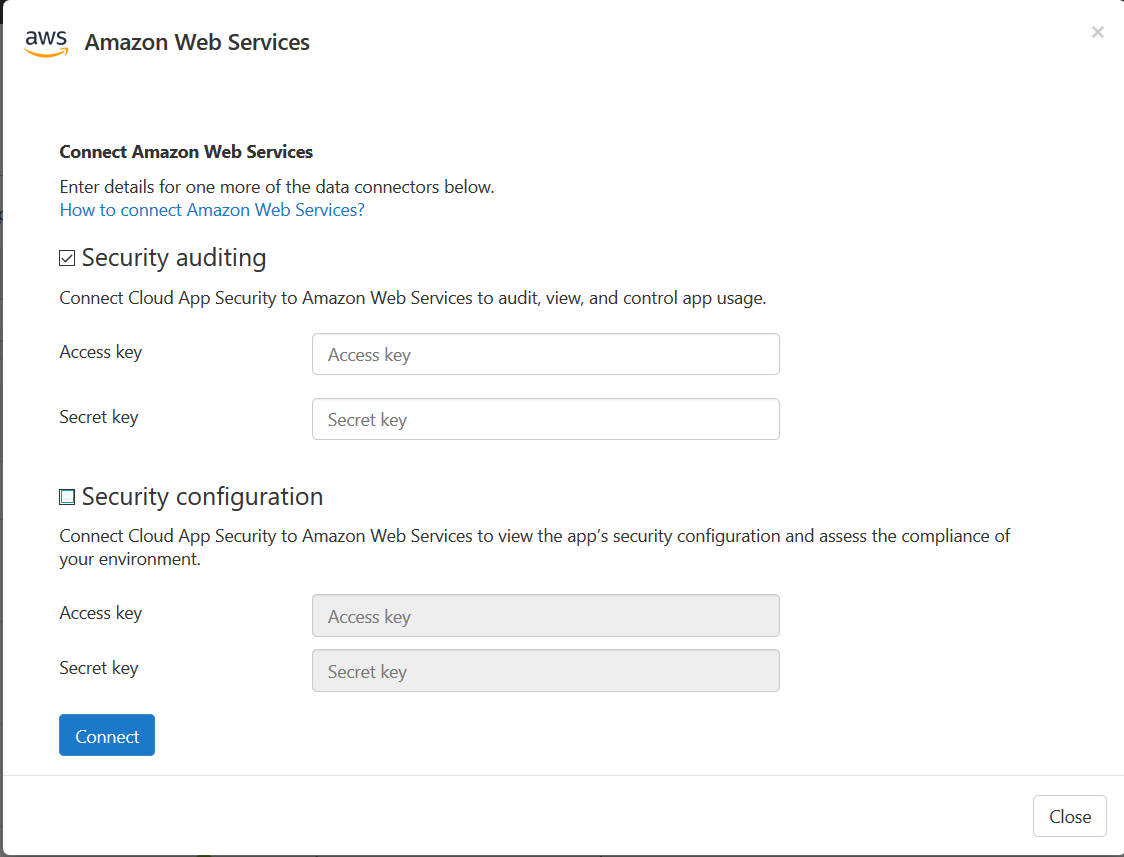 aws Amazon Web Services
×
Connect Amazon Web Services
Enter details for one more of the data connectors below.
How to connect Amazon Web Services?
Security auditing
Connect Cloud App Security to Amazon Web Services to audit, view, and control app usage.
Access key Access key
Secret key Secret key
Security configuration
Connect Cloud App Security to Amazon Web Services to view the app’s security configuration and assess the compliance of
your environment.
Access key Access key
Secret key Secret key
Connect
Close